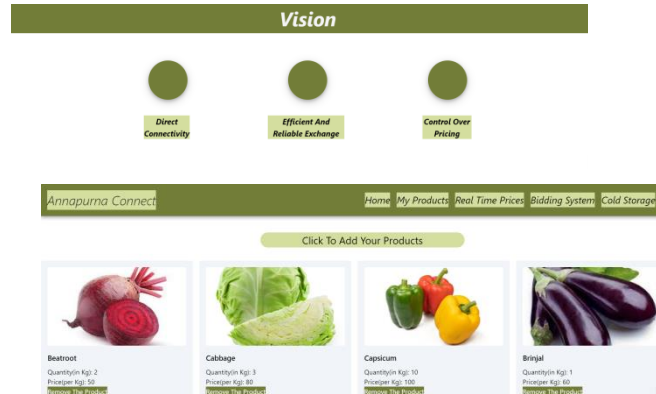 Vision
Direct
Connectivity
Efficient And
Reliable Exchange
Control Over
Pricing
Annapurna Connect
Home My Products Real Time Prices Bidding System Cold Storage
Click To Add Your Products
Beatroot
Quantity(in Kg): 2
Price(per Kg): 50
Remove The Product
Cabbage
Quantity(in Kg): 3
Price(per Kg): 80
Remove The Product
Capsicum
Quantity(in Kg): 10
Price(per Kg): 100
Remove The Product
Brinjal
Quantity(in Kg): 1
Price(per Kg): 60
Remove The Product